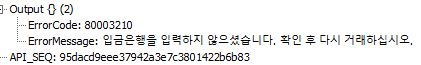 Output {} (2)
ErrorCode: 80003210
ErrorMessage: 입금은행을 입력하지 않으셨습니다. 확인 후 다시 거래하십시오.
API_SEQ: 95dacd9eee37942a3e7c3801422b6b83